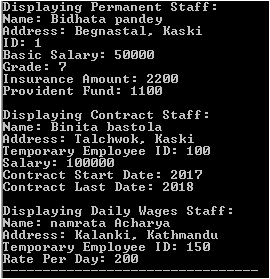 Displaying Permanent Staff:
Name: Bidhata pandey
Address: Begnastal, Kaski
ID: 1
Basic Salary: 50000
Grade: 7
Insurance Amount: 2200
Provident Fund: 1100
Displaying Contract Staff:
Name: Binita bastola
Address: Talchwok, Kaski
Temporary Employee ID: 100
Salary: 100000
Contract Start Date: 2017
Contract Last Date: 2018
Displaying Daily Wages Staff:
Name: namrata Acharya
Address: Kalanki, Kathmandu
Temporary Employee ID: 150
Rate Per Day: 200
--------------------------------